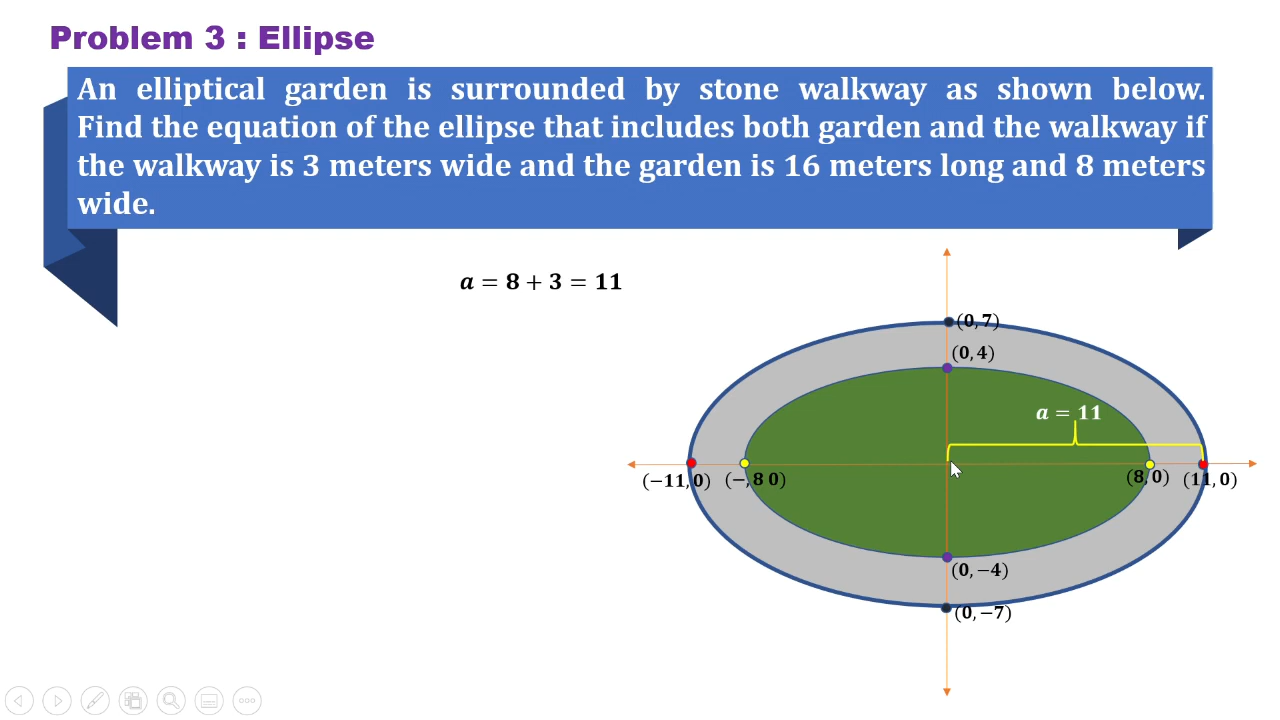 Problem 3 : Ellipse
An elliptical garden is surrounded by stone walkway as shown below.
Find the equation of the ellipse that includes both garden and the walkway if
the walkway is 3 meters wide and the garden is 16 meters long and 8 meters
wide.
a = 8 + 3 = 11
(0, 7)
(0, 4)
a = 11
(−11, 0)
(−, 8 0)
(8, 0)
(11, 0)
(0, −4)
(0, −7)